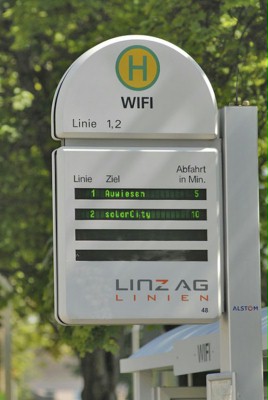 H
WIFI
Linie 1,2
Linie Ziel Abfahrt in Min.
1 Auwiesen 5
2 solarCity 10
LINZ AG
LINIEN
48
ALSTOM
WIFI